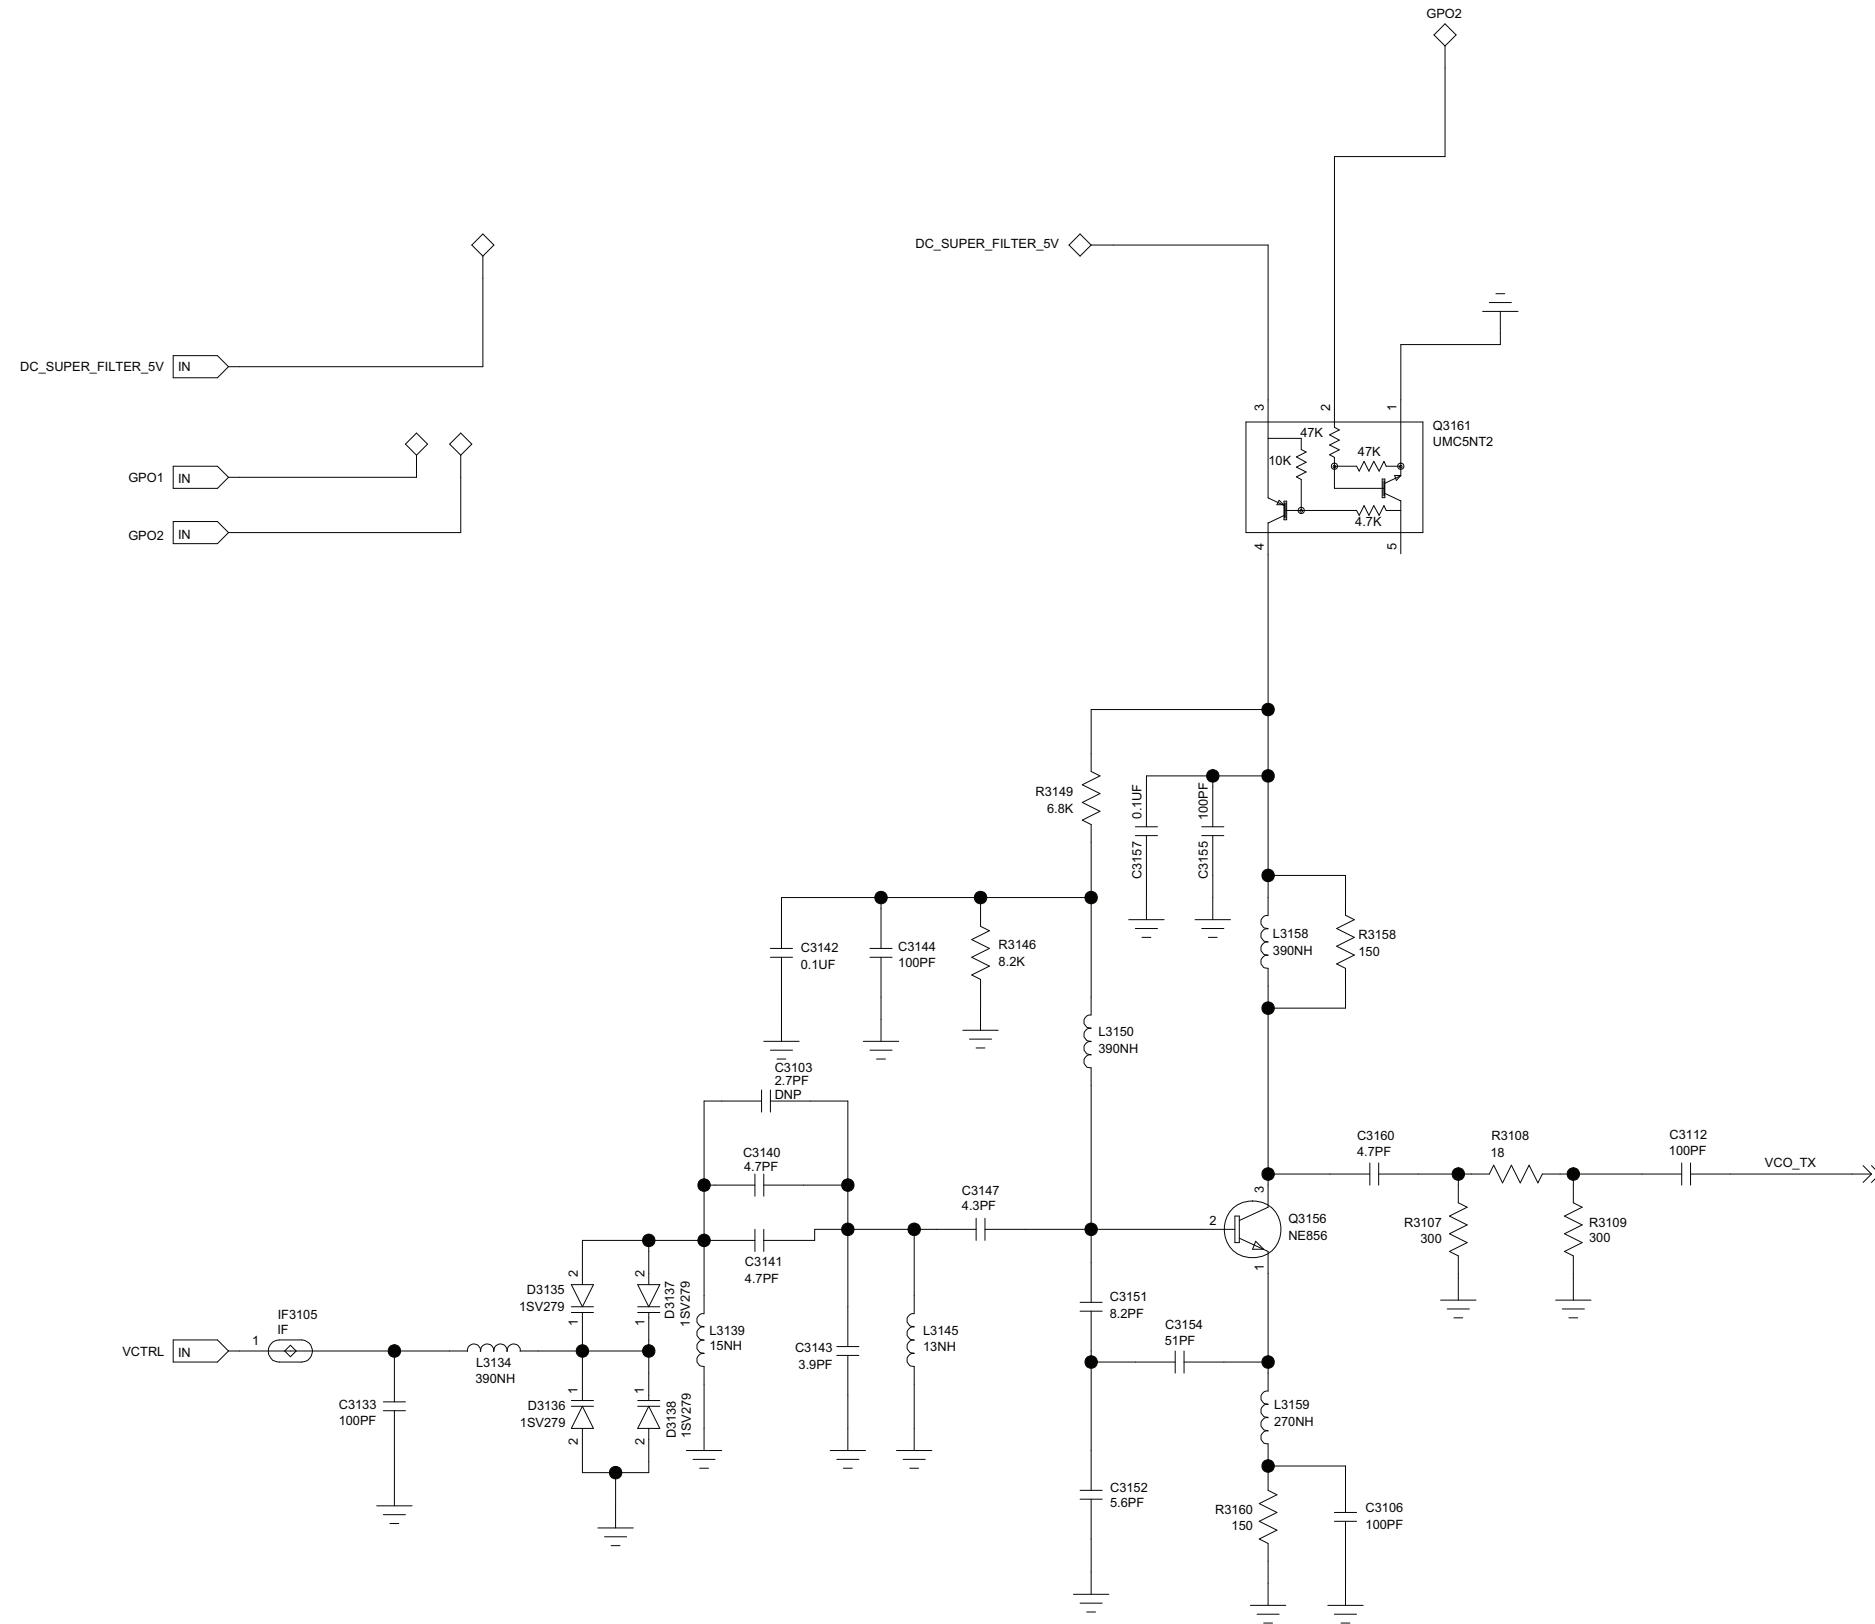 GPO2
DC_SUPER_FILTER_5V
DC_SUPER_FILTER_5V IN
GPO1 IN
GPO2 IN
3
2
1
Q3161
UMC5NT2
47K
47K
10K
4.7K
4
5
R3149
6.8K
0.1UF
C3157
100PF
C3155
C3142
0.1UF
C3144
100PF
R3146
8.2K
L3158
390NH
R3158
150
L3150
390NH
C3103
2.7PF
DNP
C3140
4.7PF
C3141
4.7PF
C3147
4.3PF
C3160
4.7PF
R3108
18
C3112
100PF
VCO_TX
3
2
1
Q3156
NE856
R3107
300
R3109
300
2
D3135
1SV279
1
2
D3137
1SV279
1
VCTRL IN
1
IF3105
IF
L3134
390NH
C3133
100PF
1
D3136
1SV279
2
1
D3138
1SV279
2
L3139
15NH
C3143
3.9PF
L3145
13NH
C3151
8.2PF
C3154
51PF
L3159
270NH
C3152
5.6PF
R3160
150
C3106
100PF